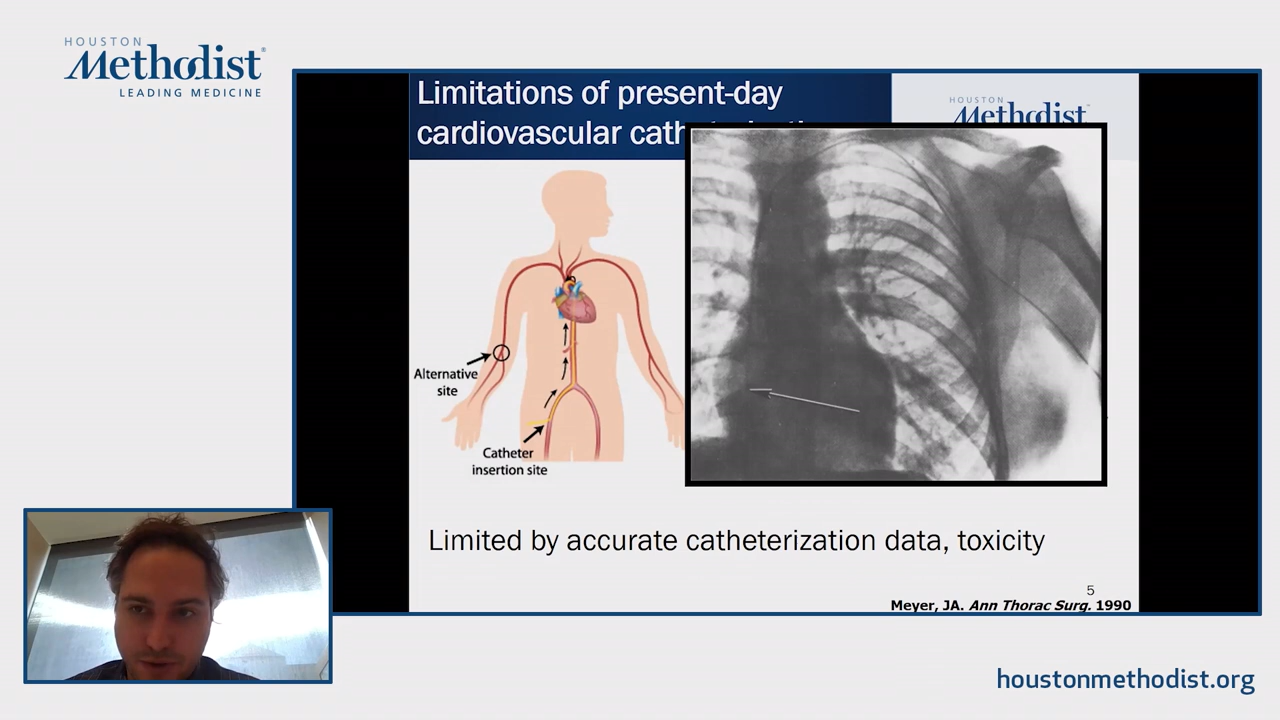 HOUSTON
Methodist®
LEADING MEDICINE
Limitations of present-day
cardiovascular
HOUSTON
Methodist
Alternative
site
Catheter
insertion site
Limited by accurate catheterization data, toxicity
5
Meyer, JA. Ann Thorac Surg. 1990
houstonmethodist.org